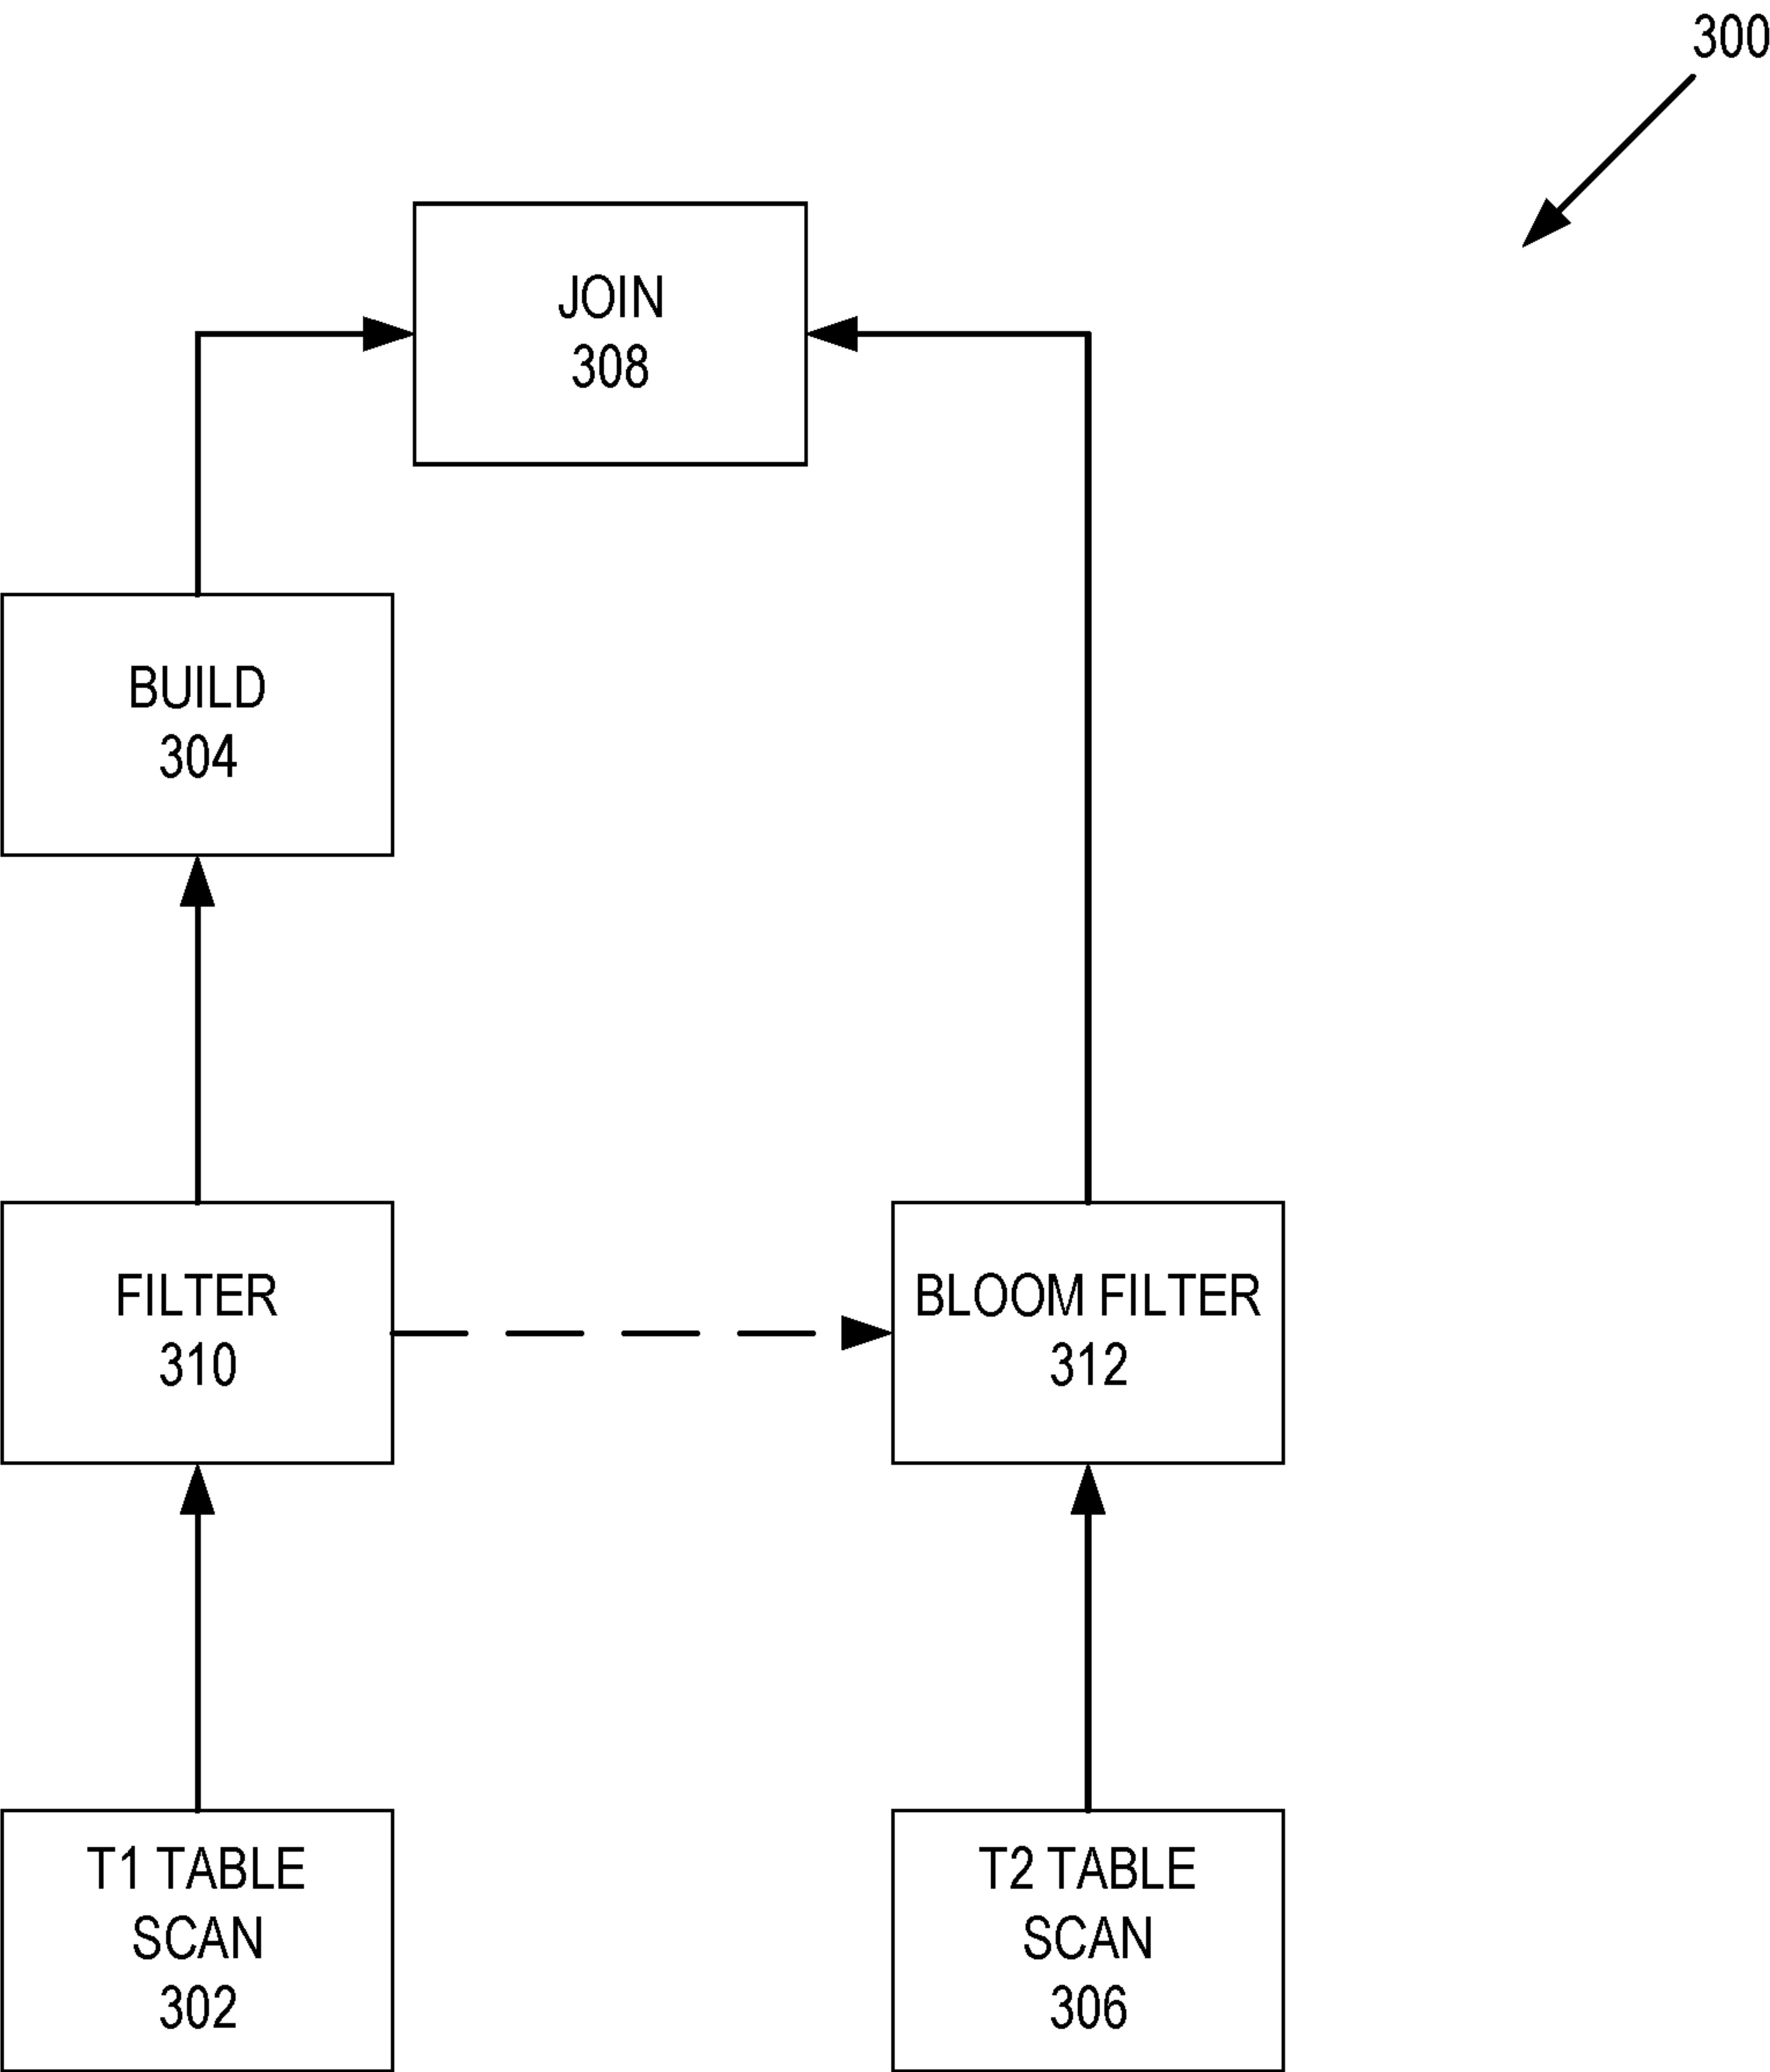 300
JOIN
308
BUILD
304
FILTER
310
BLOOM FILTER
312
T1 TABLE
SCAN
302
T2 TABLE
SCAN
306